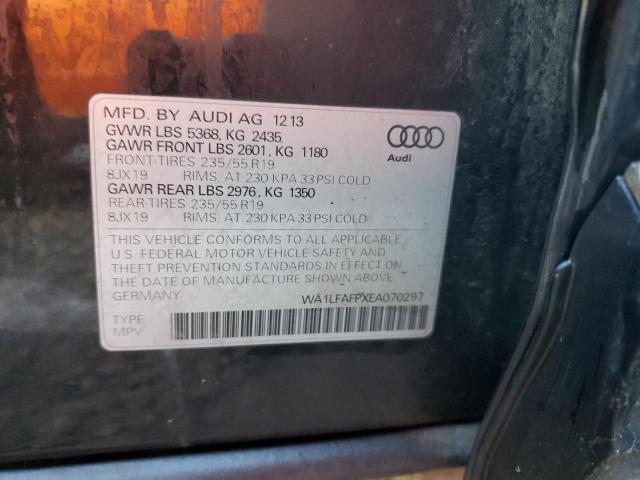 MFD. BY AUDI AG 12 13
GVWR LBS 5368, KG 2435
GAWR FRONT LBS 2601, KG 1180
FRONT-TIRES 235/55 R19
8JX19 RIMS, AT 230 KPA 33 PSI COLD
GAWR REAR LBS 2976, KG 1350
REAR-TIRES 235/55 R19
8JX19 RIMS, AT 230 KPA 33 PSI COLD
Audi
THIS VEHICLE CONFORMS TO ALL APPLICABLE
U.S. FEDERAL MOTOR VEHICLE SAFETY AND
THEFT PREVENTION STANDARDS IN EFFECT ON THE
DATE OF MANUFACTURE SHOWN ABOVE.
GERMANY WA1LFAFPXEA070297
TYPE
MPV